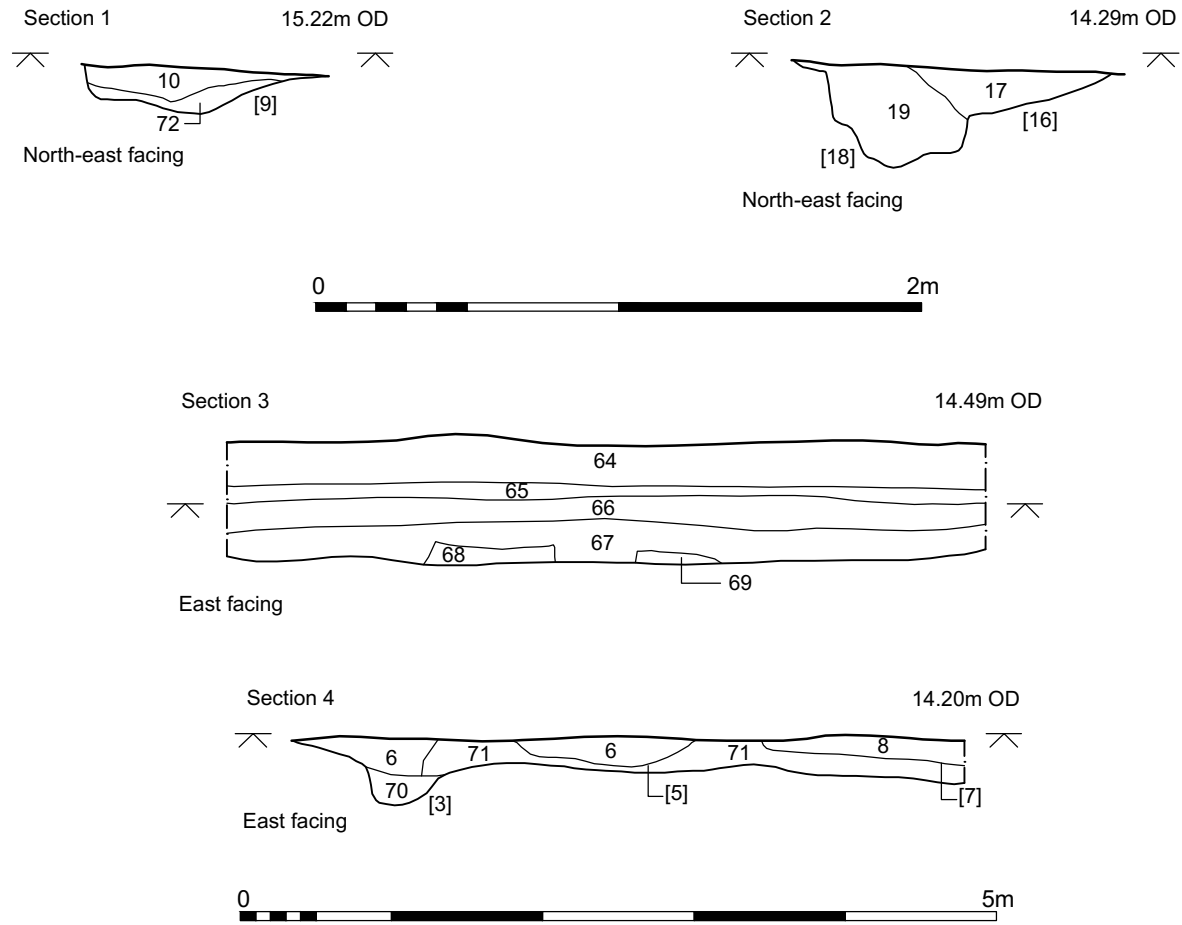 Section 1 15.22m OD
10
[9]
72
North-east facing
Section 2 14.29m OD
17
19
[16]
[18]
North-east facing
0 2m
Section 3 14.49m OD
64
65
66
67
68
69
East facing
Section 4 14.20m OD
6 71 6 71 8
70 [3] [5] [7]
East facing
0 5m